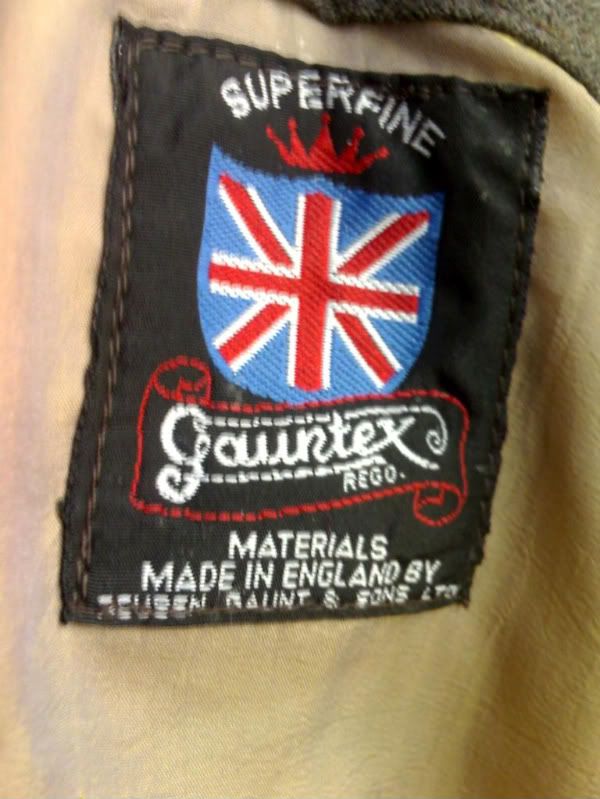 SUPERFINE
Gauntex
REGD.
MATERIALS
MADE IN ENGLAND BY
REUBEN GAUNT & SONS LTD